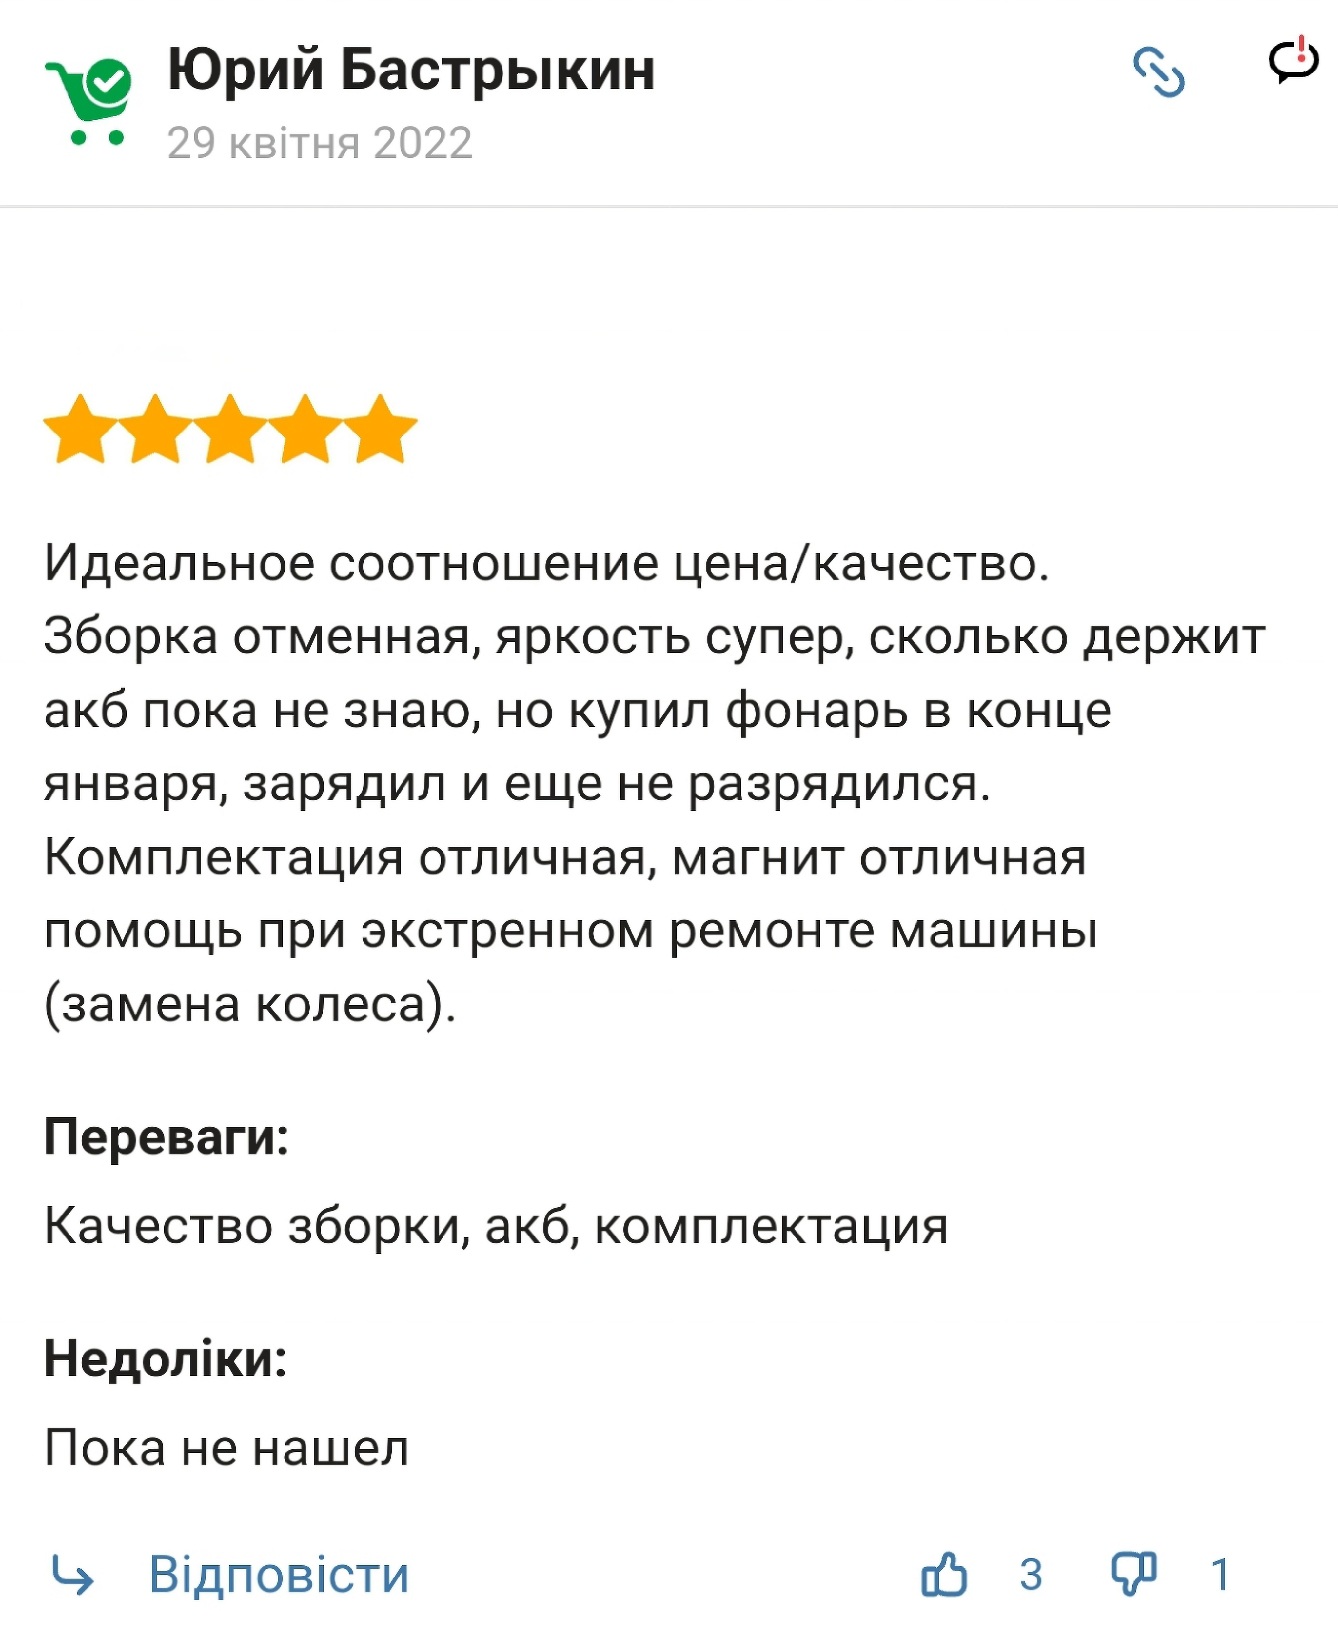 Юрий Бастрыкин
29 квітня 2022
Идеальное соотношение цена/качество.
Зборка отменная, яркость супер, сколько держит
акб пока не знаю, но купил фонарь в конце
января, зарядил и еще не разрядился.
Комплектация отличная, магнит отличная
помощь при экстренном ремонте машины
(замена колеса).
Переваги:
Качество зборки, акб, комплектация
Недоліки:
Пока не нашел
Відповісти 3 1